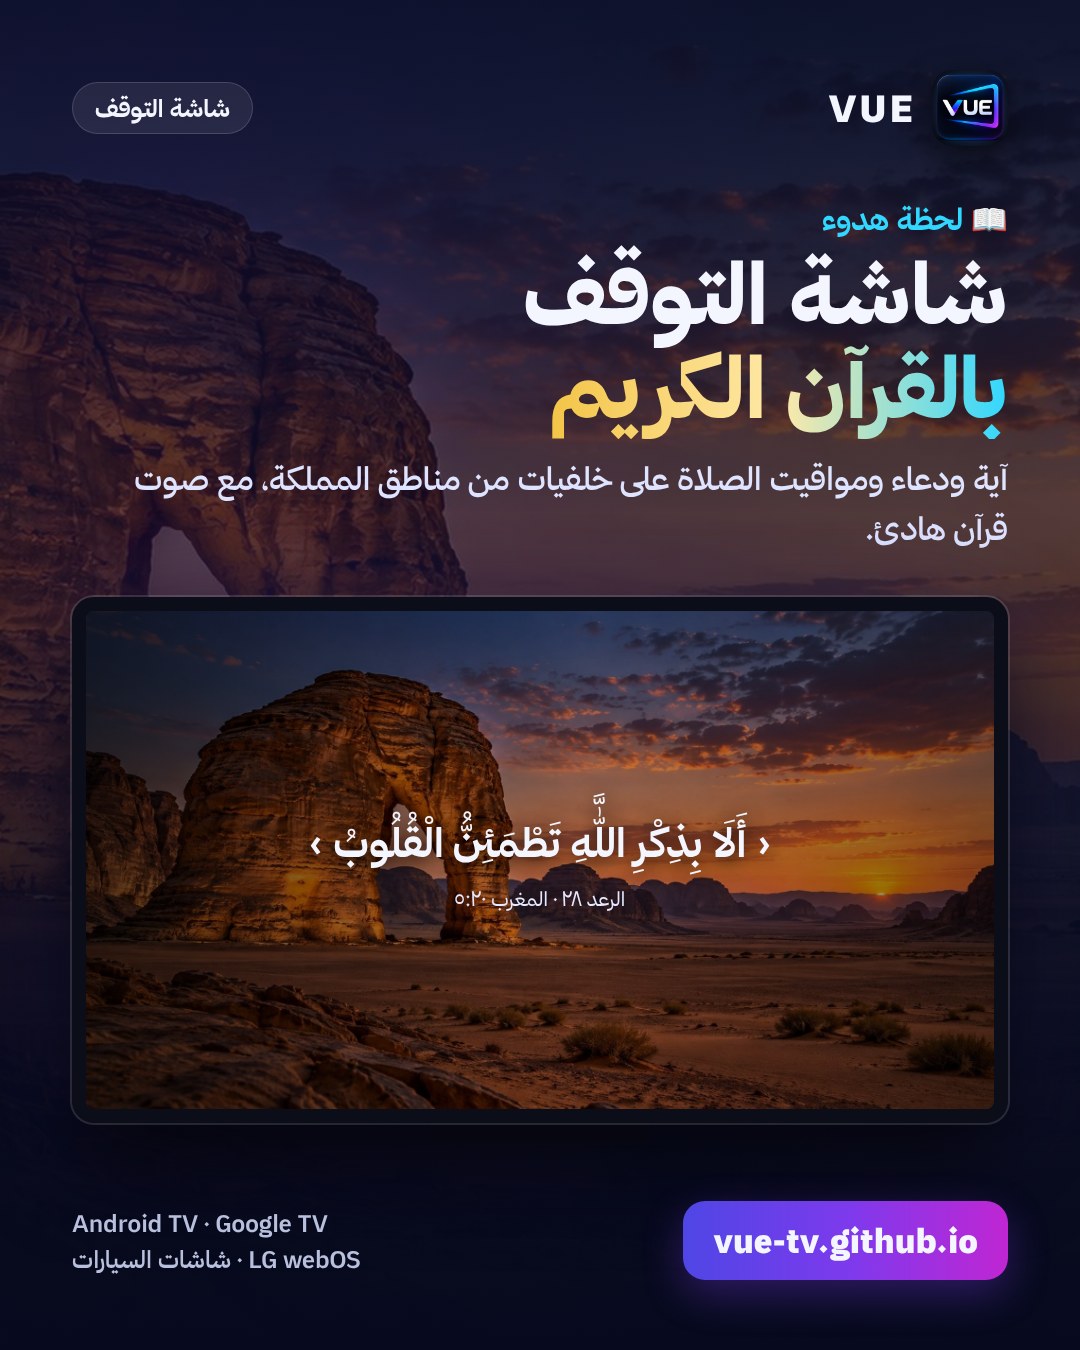 VUE VUE
شاشة التوقف
📖 لحظة هدوء
شاشة التوقف
بالقرآن الكريم
آية ودعاء ومواقيت الصلاة على خلفيات من مناطق المملكة، مع صوت
قرآن هادئ.
‹ أَلَا بِذِكْرِ اللَّهِ تَطْمَئِنُّ الْقُلُوبُ ›
الرعد ٢٨ · المغرب ٥:٢٠
vue-tv.github.io
Android TV · Google TV
LG webOS · شاشات السيارات